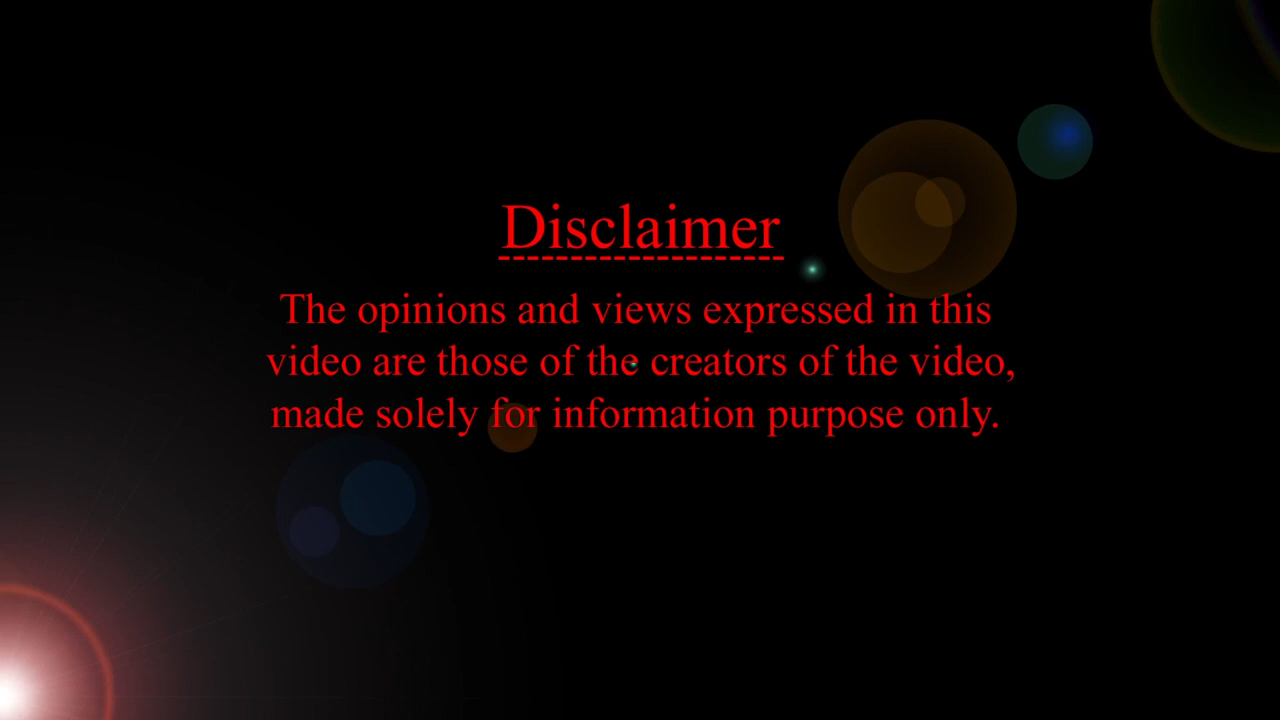 Disclaimer
The opinions and views expressed in this
video are those of the creators of the video,
made solely for information purpose only.